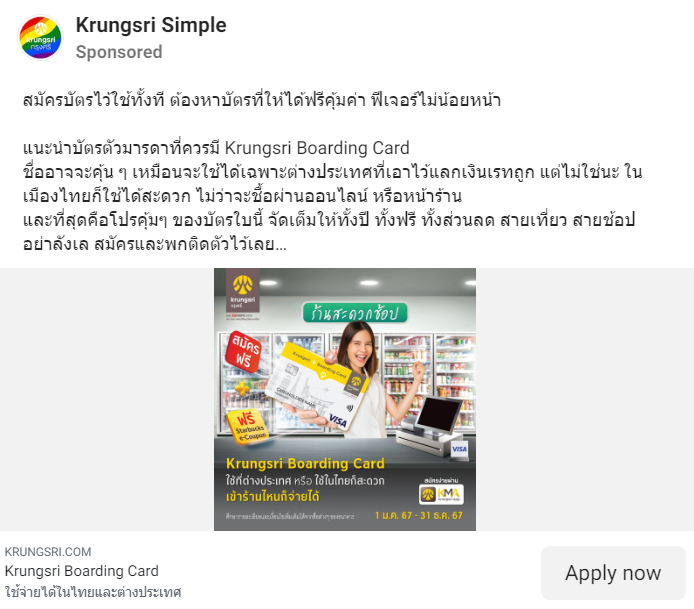 Krungsri Simple
Sponsored
สมัครบัตรไว้ใช้ทั้งที ต้องหาบัตรที่ให้ได้ฟรีคุ้มค่า ฟีเจอร์ไม่น้อยหน้า
แนะนำบัตรตัวมารดาที่ควรมี Krungsri Boarding Card
ชื่ออาจจะคุ้น ๆ เหมือนจะใช้ได้เฉพาะต่างประเทศที่เอาไว้แลกเงินเรทถูก แต่ไม่ใช่นะ ใน
เมืองไทยก็ใช้ได้สะดวก ไม่ว่าจะซื้อผ่านออนไลน์ หรือหน้าร้าน
และที่สุดคือโปรคุ้มๆ ของบัตรใบนี้ จัดเต็มให้ทั้งปี ทั้งฟรี ทั้งส่วนลด สายเที่ยว สายช้อป
อย่าลังเล สมัครและพกติดตัวไว้เลย...
krungsri
กรุงศรี
ร้านสะดวกช้อป
สมัคร
ฟรี
Krungsri Boarding Card
krungsri
CARDHOLDER NAME
VISA
ฟรี
Starbucks
e-Coupon
VISA
Krungsri Boarding Card
ใช้ที่ต่างประเทศ หรือ ใช้ในไทยก็สะดวก
เข้าร้านไหนก็จ่ายได้
สมัครง่ายผ่าน
KMA
1 ม.ค. 67 - 31 ธ.ค. 67
KRUNGSRI.COM
Krungsri Boarding Card
ใช้จ่ายได้ในไทยและต่างประเทศ
Apply now